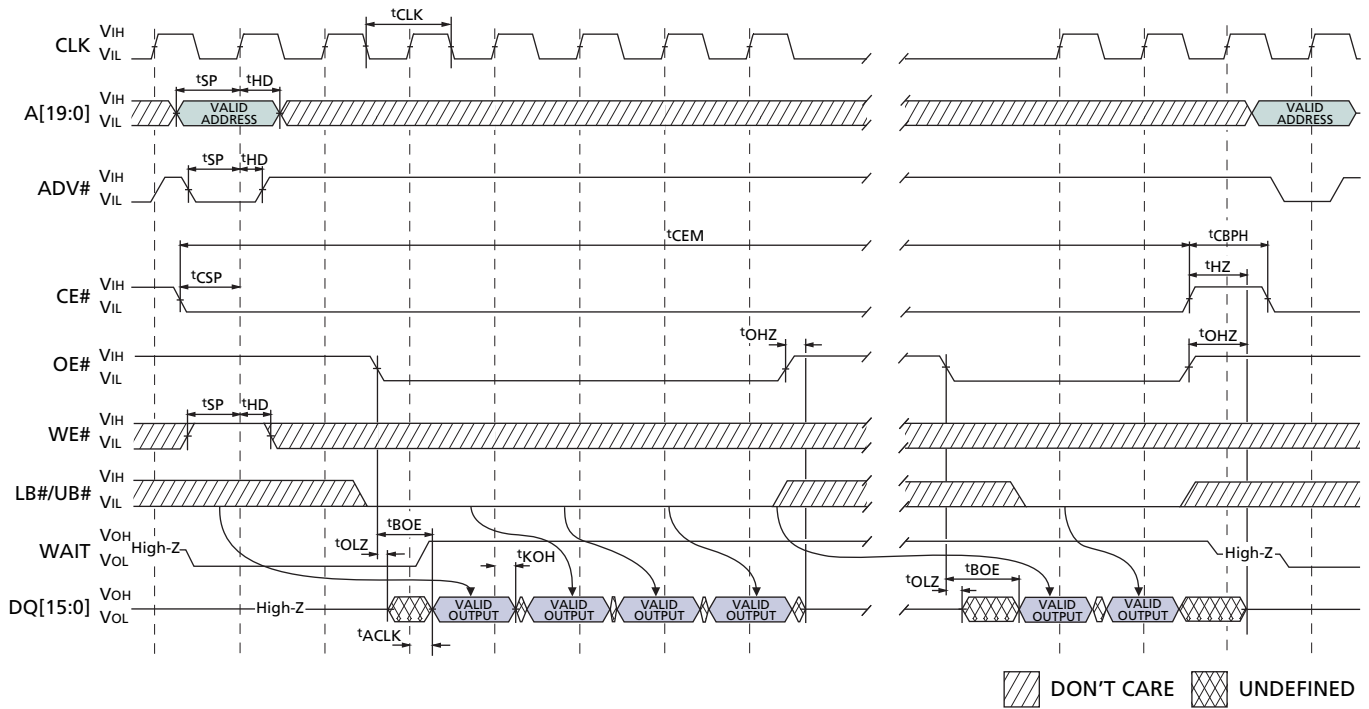 CLK
VIH
VIL
tCLK
A[19:0]
VIH
VIL
tSP
tHD
VALID
ADDRESS
VALID
ADDRESS
ADV#
VIH
VIL
tSP
tHD
tCEM
tCBPH
CE#
VIH
VIL
tCSP
tHZ
OE#
VIH
VIL
tOHZ
tOHZ
WE#
VIH
VIL
tSP
tHD
LB#/UB#
VIH
VIL
WAIT
VOH
VOL
High-Z
tOLZ
tBOE
tKOH
High-Z
DQ[15:0]
VOH
VOL
High-Z
VALID
OUTPUT
VALID
OUTPUT
VALID
OUTPUT
VALID
OUTPUT
tOLZ
tBOE
VALID
OUTPUT
VALID
OUTPUT
tACLK
DON'T CARE
UNDEFINED